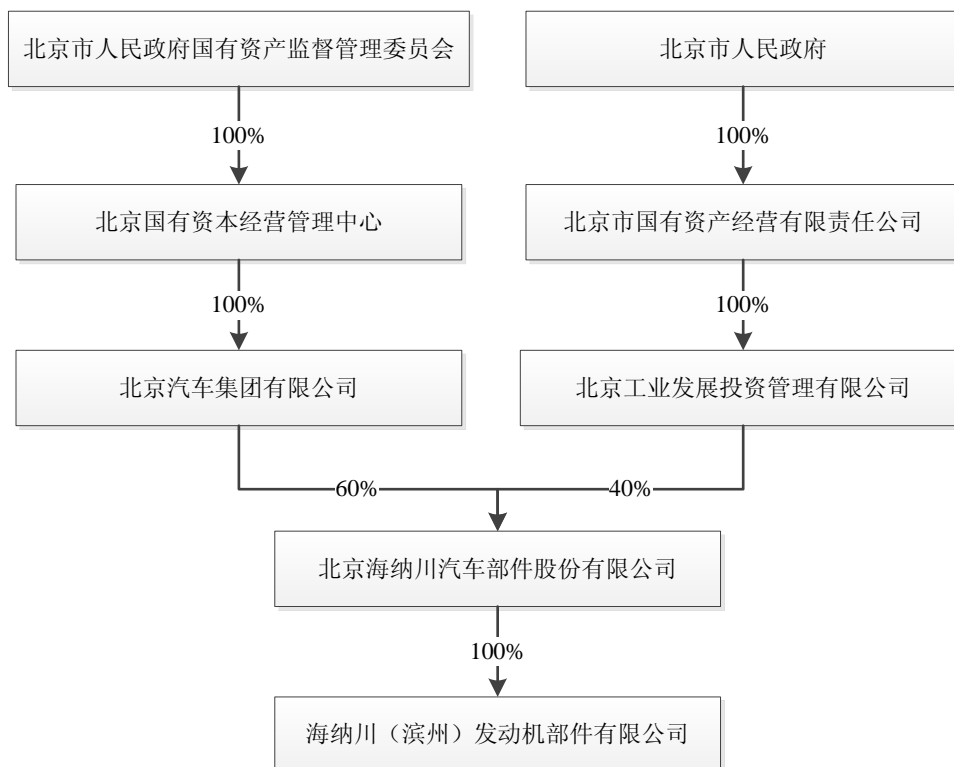 北京市人民政府国有资产监督管理委员会
北京市人民政府
100%
100%
北京国有资本经营管理中心
北京市国有资产经营有限责任公司
100%
100%
北京汽车集团有限公司
北京工业发展投资管理有限公司
60%
40%
北京海纳川汽车部件股份有限公司
100%
海纳川（滨州）发动机部件有限公司